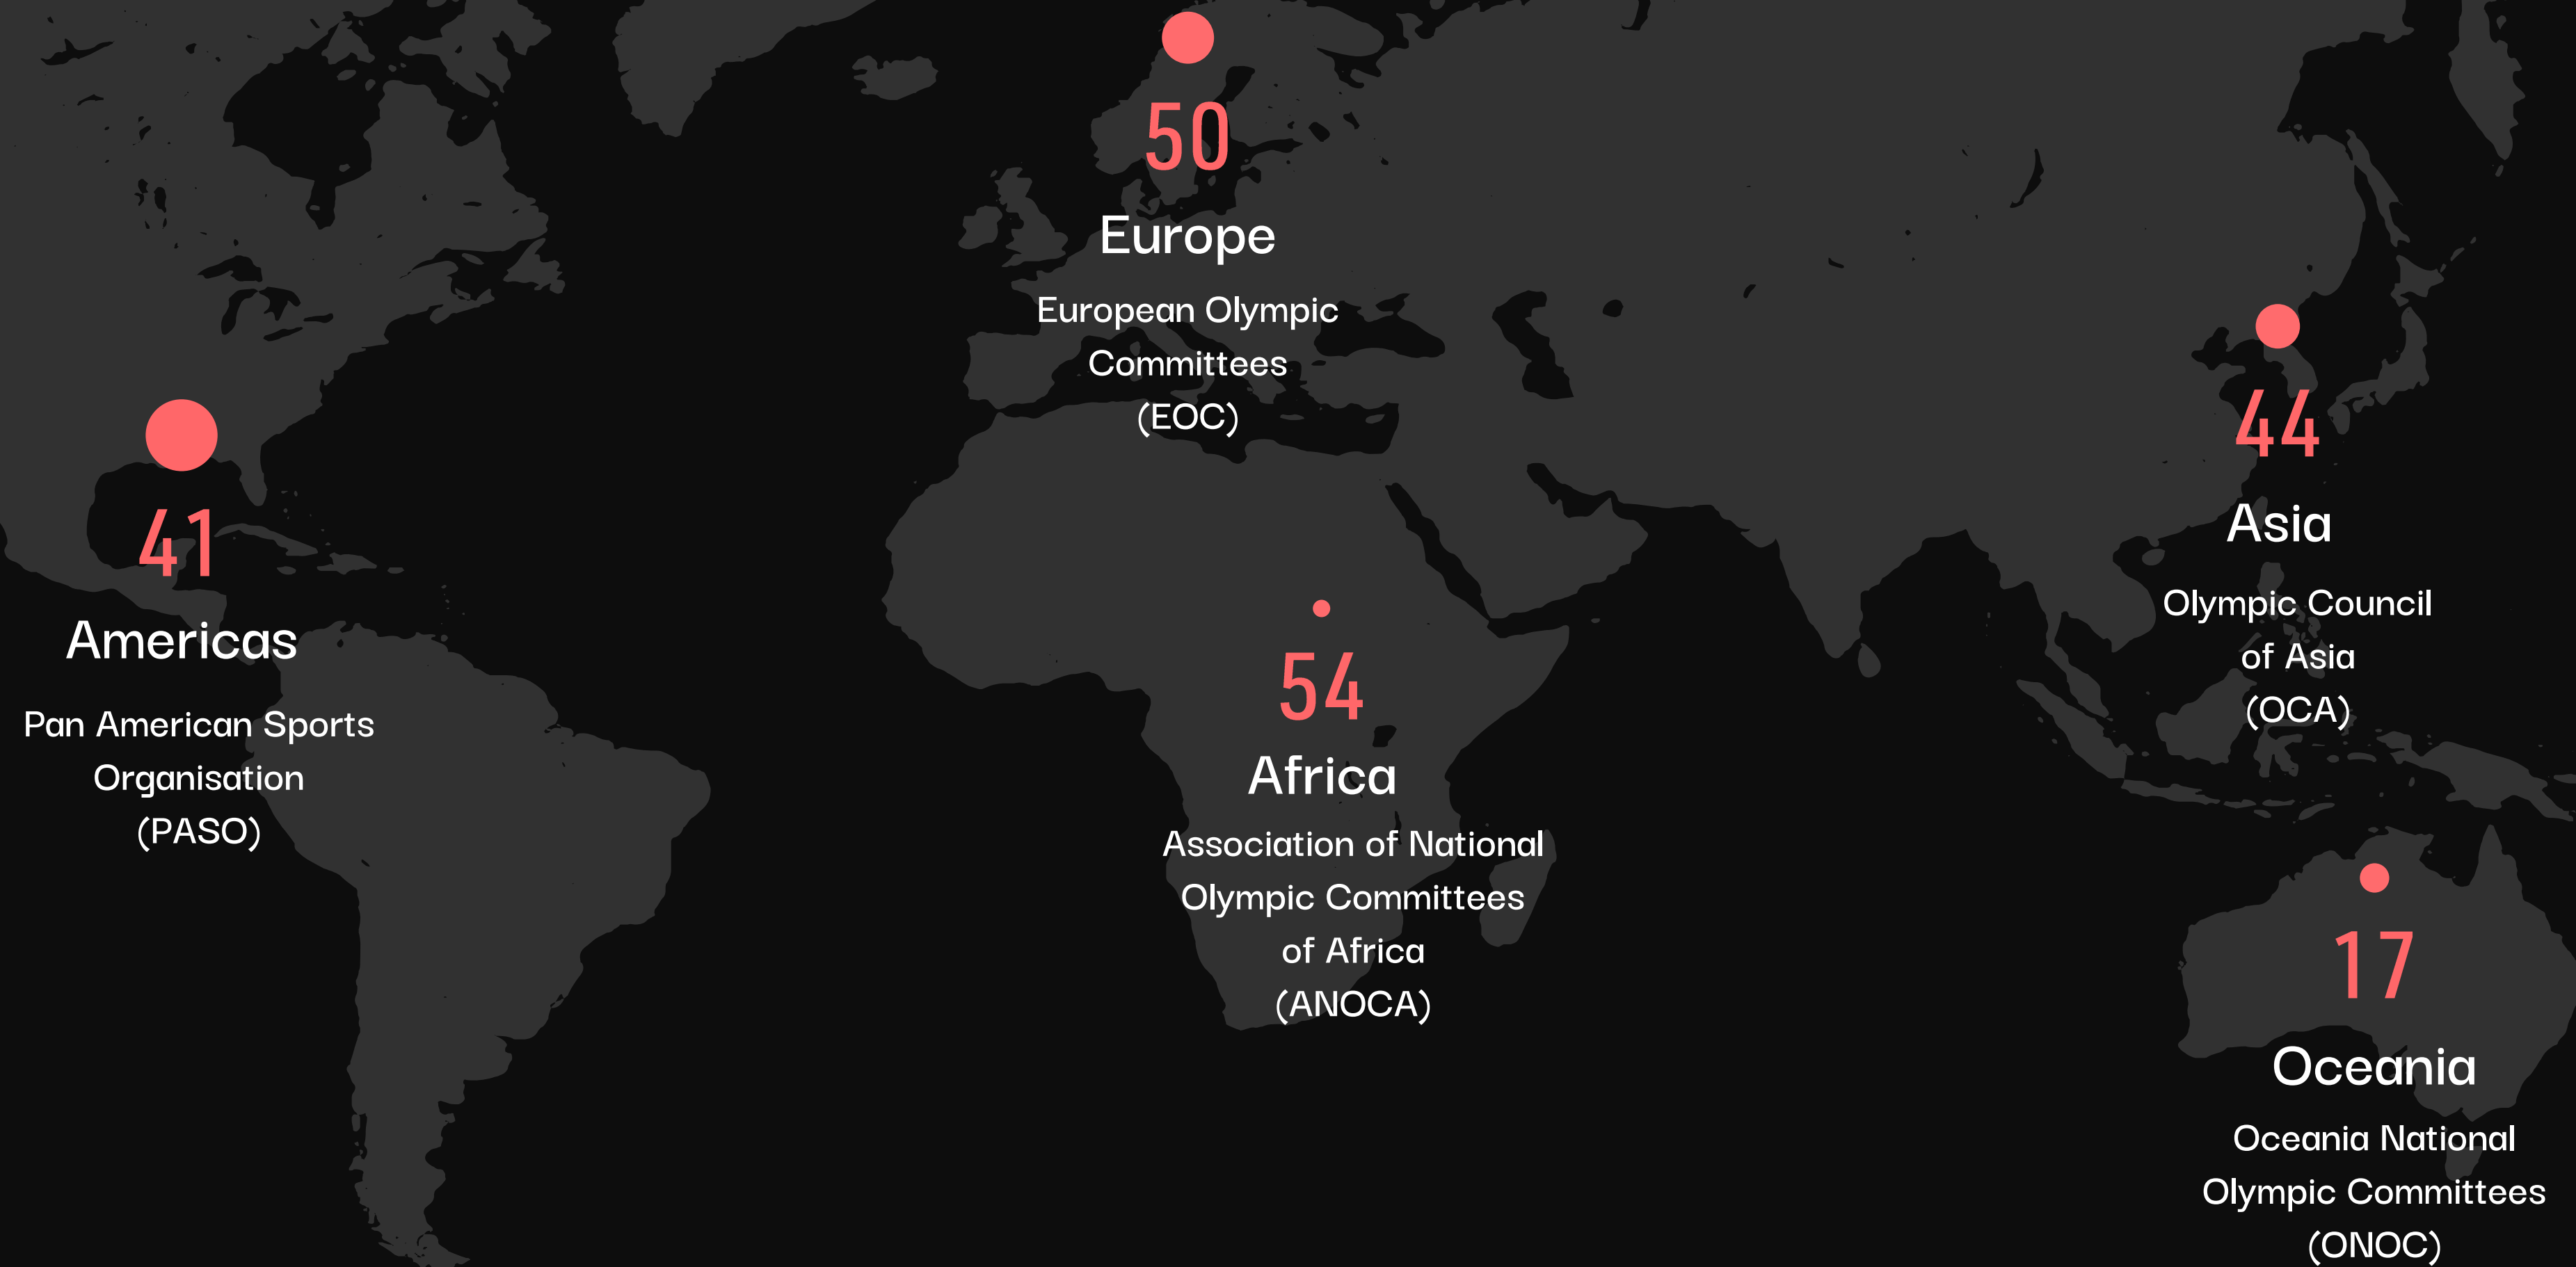 50
Europe
European Olympic
Committees
(EOC)
41
Americas
Pan American Sports
Organisation
(PASO)
44
Asia
Olympic Council
of Asia
(OCA)
54
Africa
Association of National
Olympic Committees
of Africa
(ANOCA)
17
Oceania
Oceania National
Olympic Committees
(ONOC)